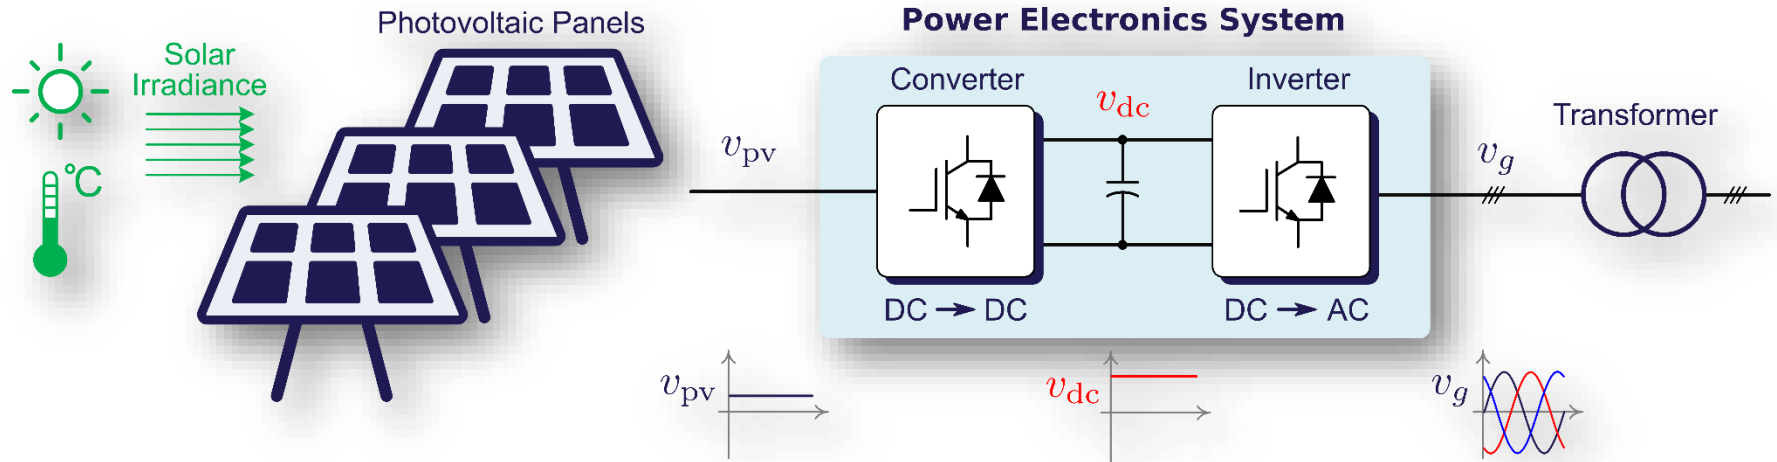 Photovoltaic Panels
Power Electronics System
Solar
Irradiance
°C
Converter
Inverter
Transformer
v_pv
v_dc
v_g
DC → DC
DC → AC
v_pv
v_dc
v_g